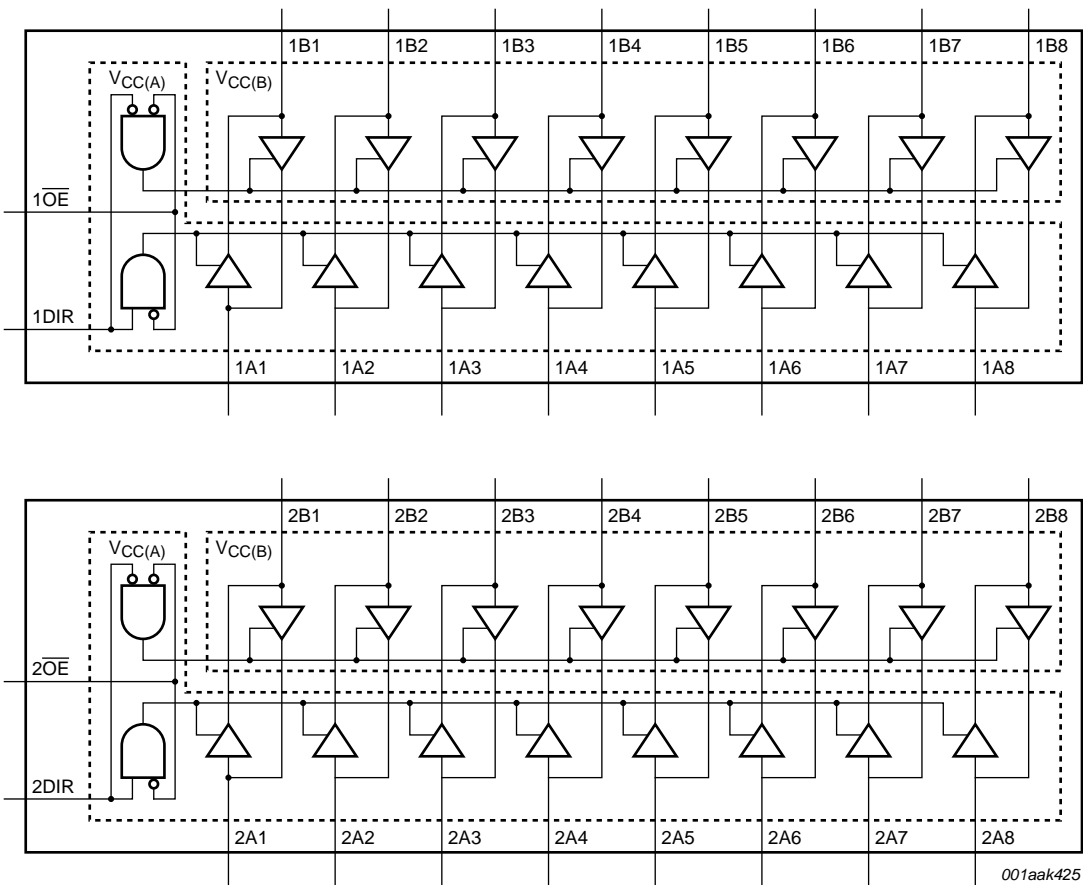 1B1 1B2 1B3 1B4 1B5 1B6 1B7 1B8
VCC(A) VCC(B)
1O̅E̅
1DIR
1A1 1A2 1A3 1A4 1A5 1A6 1A7 1A8
2B1 2B2 2B3 2B4 2B5 2B6 2B7 2B8
VCC(A) VCC(B)
2O̅E̅
2DIR
2A1 2A2 2A3 2A4 2A5 2A6 2A7 2A8
001aak425